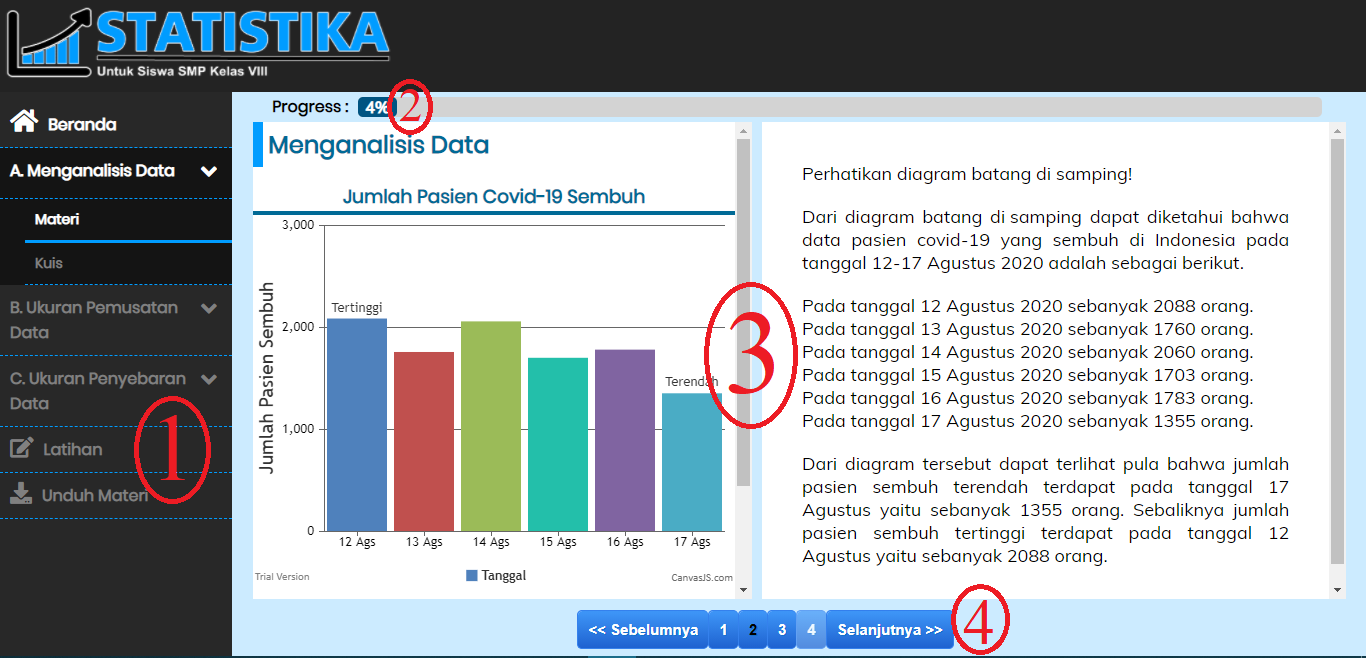 STATISTIKA
Untuk Siswa SMP Kelas VIII
Beranda
A. Menganalisis Data
Materi
Kuis
B. Ukuran Pemusatan
Data
C. Ukuran Penyebaran
Data
Latihan
Unduh Materi
1
Progress : 4%
2
Menganalisis Data
Jumlah Pasien Covid-19 Sembuh
Jumlah Pasien Sembuh
3,000
2,000
1,000
0
Tertinggi
Terendah
12 Ags 13 Ags 14 Ags 15 Ags 16 Ags 17 Ags
Tanggal
Trial Version
CanvasJS.com
3
Perhatikan diagram batang di samping!
Dari diagram batang di samping dapat diketahui bahwa
data pasien covid-19 yang sembuh di Indonesia pada
tanggal 12-17 Agustus 2020 adalah sebagai berikut.
Pada tanggal 12 Agustus 2020 sebanyak 2088 orang.
Pada tanggal 13 Agustus 2020 sebanyak 1760 orang.
Pada tanggal 14 Agustus 2020 sebanyak 2060 orang.
Pada tanggal 15 Agustus 2020 sebanyak 1703 orang.
Pada tanggal 16 Agustus 2020 sebanyak 1783 orang.
Pada tanggal 17 Agustus 2020 sebanyak 1355 orang.
Dari diagram tersebut dapat terlihat pula bahwa jumlah
pasien sembuh terendah terdapat pada tanggal 17
Agustus yaitu sebanyak 1355 orang. Sebaliknya jumlah
pasien sembuh tertinggi terdapat pada tanggal 12
Agustus yaitu sebanyak 2088 orang.
<< Sebelumnya 1 2 3 4 Selanjutnya >>
4